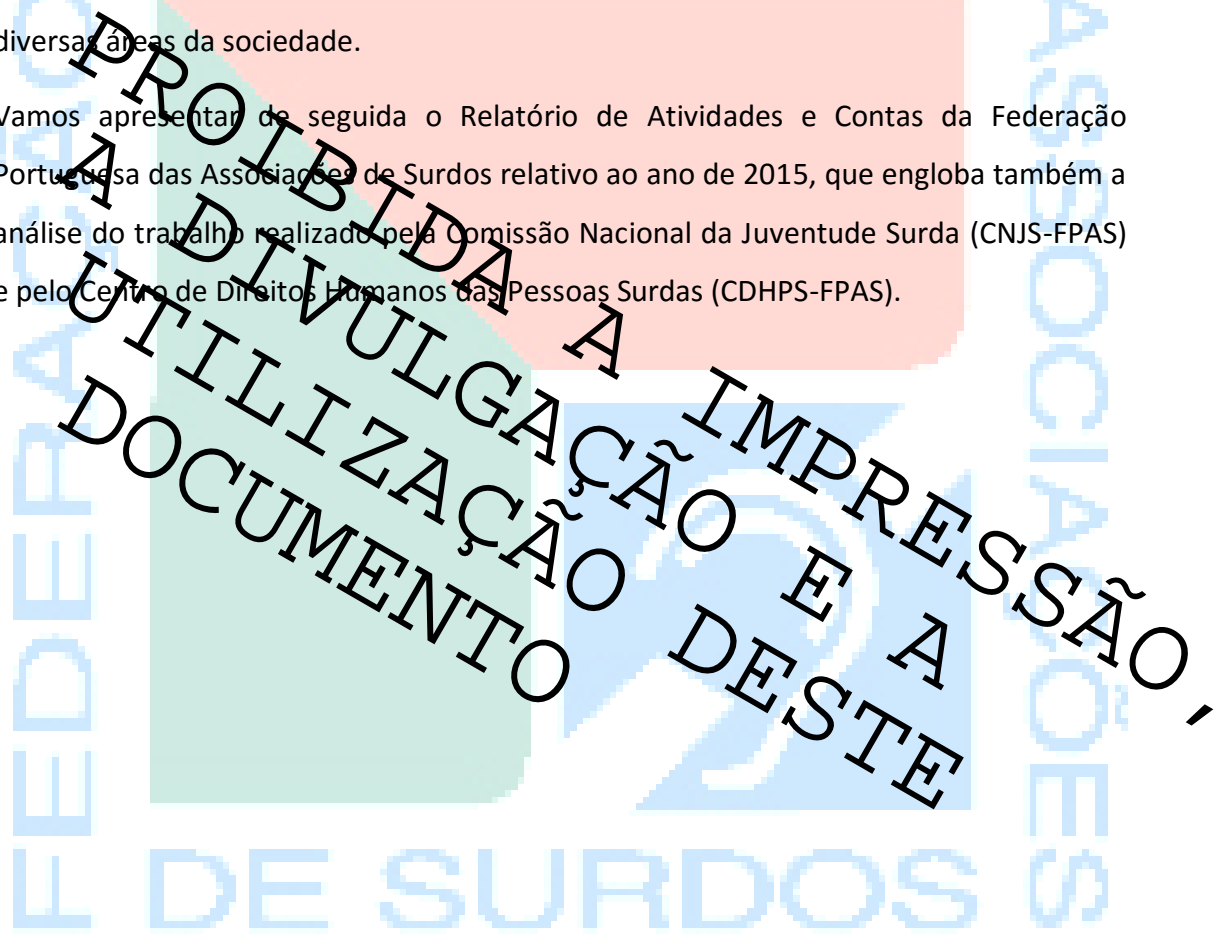 diversas áreas da sociedade.
Vamos apresentar de seguida o Relatório de Atividades e Contas da Federação
Portuguesa das Associações de Surdos relativo ao ano de 2015, que engloba também a
análise do trabalho realizado pela Comissão Nacional da Juventude Surda (CNJS-FPAS)
e pelo Centro de Direitos Humanos das Pessoas Surdas (CDHPS-FPAS).
PROIBIDA A IMPRESSÃO,
A DIVULGAÇÃO E A
UTILIZAÇÃO DESTE
DOCUMENTO
FEDERAÇÃO
ASSOCIAÇÕES
DE SURDOS